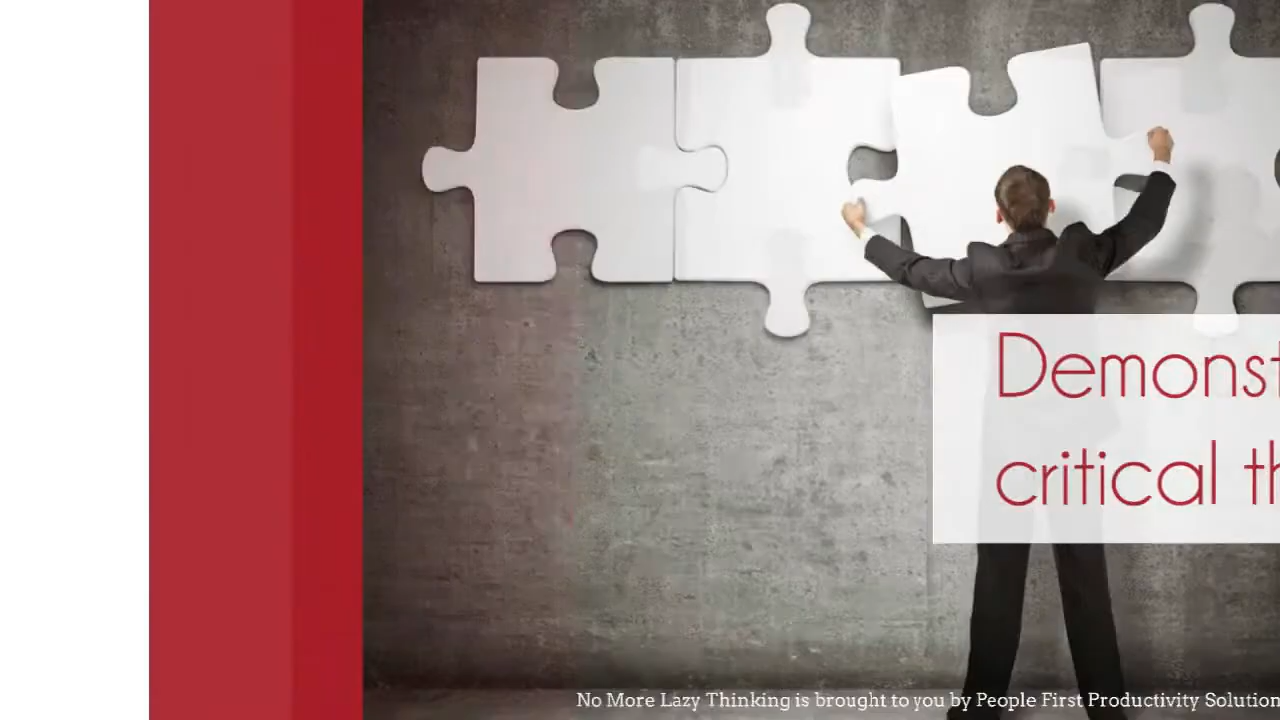 Demonst
critical th
No More Lazy Thinking is brought to you by People First Productivity Solution